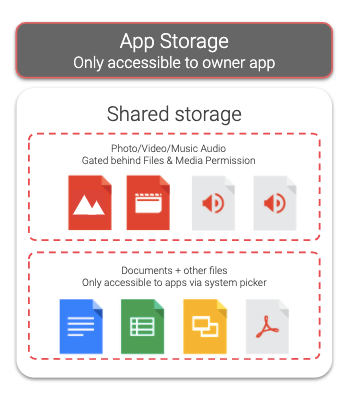 App Storage
Only accessible to owner app
Shared storage
Photo/Video/Music Audio
Gated behind Files & Media Permission
Documents + other files
Only accessible to apps via system picker